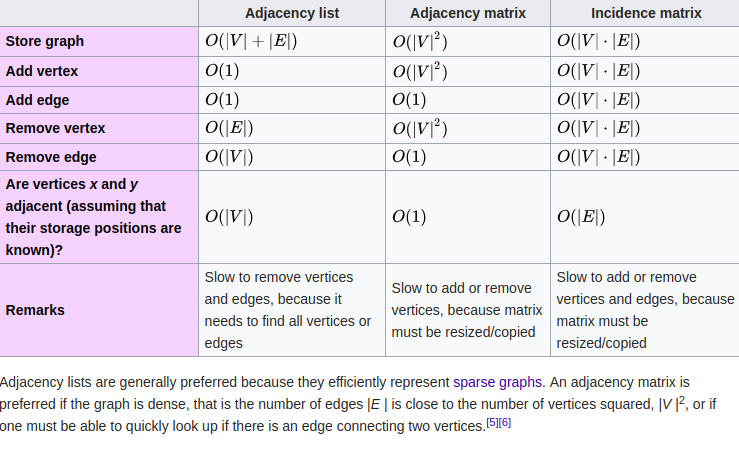 Adjacency list Adjacency matrix Incidence matrix
Store graph O(|V| + |E|) O(|V|²) O(|V| · |E|)
Add vertex O(1) O(|V|²) O(|V| · |E|)
Add edge O(1) O(1) O(|V| · |E|)
Remove vertex O(|E|) O(|V|²) O(|V| · |E|)
Remove edge O(|V|) O(1) O(|V| · |E|)
Are vertices x and y
adjacent (assuming that
their storage positions are
known)?
O(|V|) O(1) O(|E|)
Remarks
Slow to remove vertices
and edges, because it
needs to find all vertices or
edges
Slow to add or remove
vertices, because matrix
must be resized/copied
Slow to add or remove
vertices and edges, because
matrix must be
resized/copied
Adjacency lists are generally preferred because they efficiently represent sparse graphs. An adjacency matrix is
preferred if the graph is dense, that is the number of edges |E | is close to the number of vertices squared, |V |², or if
one must be able to quickly look up if there is an edge connecting two vertices.[5][6]